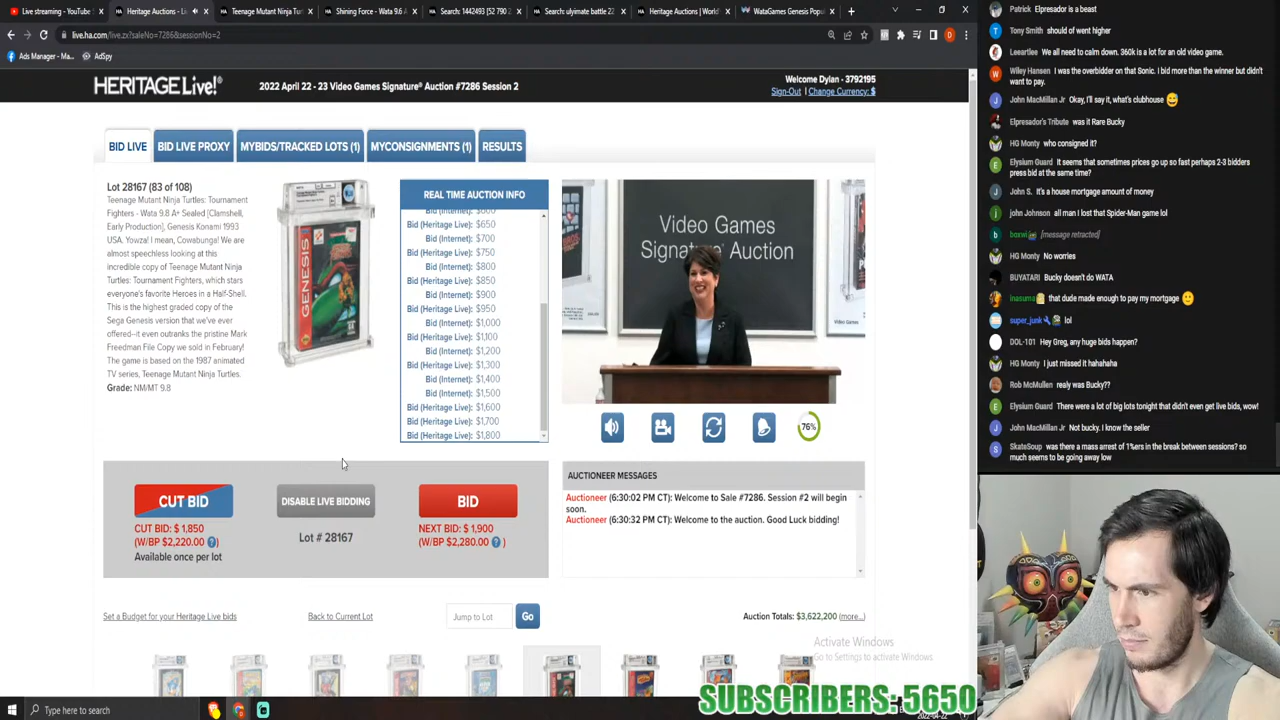 Live streaming - YouTube S
Heritage Auctions - Li
Teenage Mutant Ninja Turt
Shining Force - Wata 9.6 A
Sent: 1442493 [52 790
Search: ulyimate battle 22
Heritage Auctions | World
WataGames Genesis Popu
live.ha.com/live.zx?saleNo=7286&sessionNo=2
Ads Manager - Ma...
AdSpy
HERITAGE Live!
2022 April 22 - 23 Video Games Signature® Auction #7286 Session 2
Welcome Dylan - 3792195
Sign-Out | Change Currency: $
BID LIVE
BID LIVE PROXY
MYBIDS/TRACKED LOTS (1)
MYCONSIGNMENTS (1)
RESULTS
Lot 28167 (83 of 108)
Teenage Mutant Ninja Turtles: Tournament
Fighters - Wata 9.8 A+ Sealed [Clamshell,
Early Production], Genesis Konami 1993
USA. Yowza! I mean, Cowabunga! We are
almost speechless looking at this
incredible copy of Teenage Mutant Ninja
Turtles: Tournament Fighters, which stars
everyone's favorite Heroes in a Half-Shell.
This is the highest graded copy of the
Sega Genesis version that we've ever
offered-it even outranks the pristine Mark
Freedman File Copy we sold in February!
The game is based on the 1987 animated
TV series, Teenage Mutant Ninja Turtles.
Grade: NM/MT 9.8
GENESIS
REAL TIME AUCTION INFO
Bid (Internet): $600
Bid (Heritage Live): $650
Bid (Internet): $700
Bid (Heritage Live): $750
Bid (Internet): $800
Bid (Heritage Live): $850
Bid (Internet): $900
Bid (Heritage Live): $950
Bid (Internet): $1,000
Bid (Heritage Live): $1,100
Bid (Internet): $1,200
Bid (Heritage Live): $1,300
Bid (Internet): $1,400
Bid (Internet): $1,500
Bid (Heritage Live): $1,600
Bid (Heritage Live): $1,700
Bid (Heritage Live): $1,800
Video Games
Signature Auction
Video Games
76%
CUT BID
CUT BID: $ 1,850
(W/BP $2,220.00 ?)
Available once per lot
DISABLE LIVE BIDDING
Lot # 28167
BID
NEXT BID: $ 1,900
(W/BP $2,280.00 ? )
AUCTIONEER MESSAGES
Auctioneer (6:30:02 PM CT): Welcome to Sale #7286. Session #2 will begin
soon.
Auctioneer (6:30:32 PM CT): Welcome to the auction. Good Luck bidding!
Set a Budget for your Heritage Live bids
Back to Current Lot
Jump to Lot
Go
Auction Totals: $3,622,200 (more...)
Activate Windows
Go to Settings to activate Windows.
SUBSCRIBERS: 5650
Type here to search
2022-04-22
Patrick Elpresador is a beast
Tony Smith should of went higher
Leeartlee We all need to calm down. 360k is a lot for an old video game.
Wiley Hansen I was the overbidder on that Sonic. I bid more than the winner but didn't
want to pay.
John MacMillan Jr Okay, I'll say it, what's clubhouse 😅
Elpresador's Tribute was it Rare Bucky
HG Monty who consigned it?
Elysium Guard It seems that sometimes prices go up so fast perhaps 2-3 bidders
press bid at the same time?
John S. it's a house mortgage amount of money
john Johnson all man I lost that Spider-Man game lol
[message retracted]
HG Monty No worries
BUYATARI Bucky doesn't do WATA
inasuma that dude made enough to pay my mortgage 🙂
super_junk lol
DOL-101 Hey Greg, any huge bids happen?
HG Monty I just missed it hahahaha
Rob McMullen realy was Bucky??
Elysium Guard There were a lot of big lots tonight that didn't even get live bids, wow!
John MacMillan Jr Not bucky. I know the seller
SkateSoup was there a mass arrest of 1%ers in the break between sessions? so
much seems to be going away low